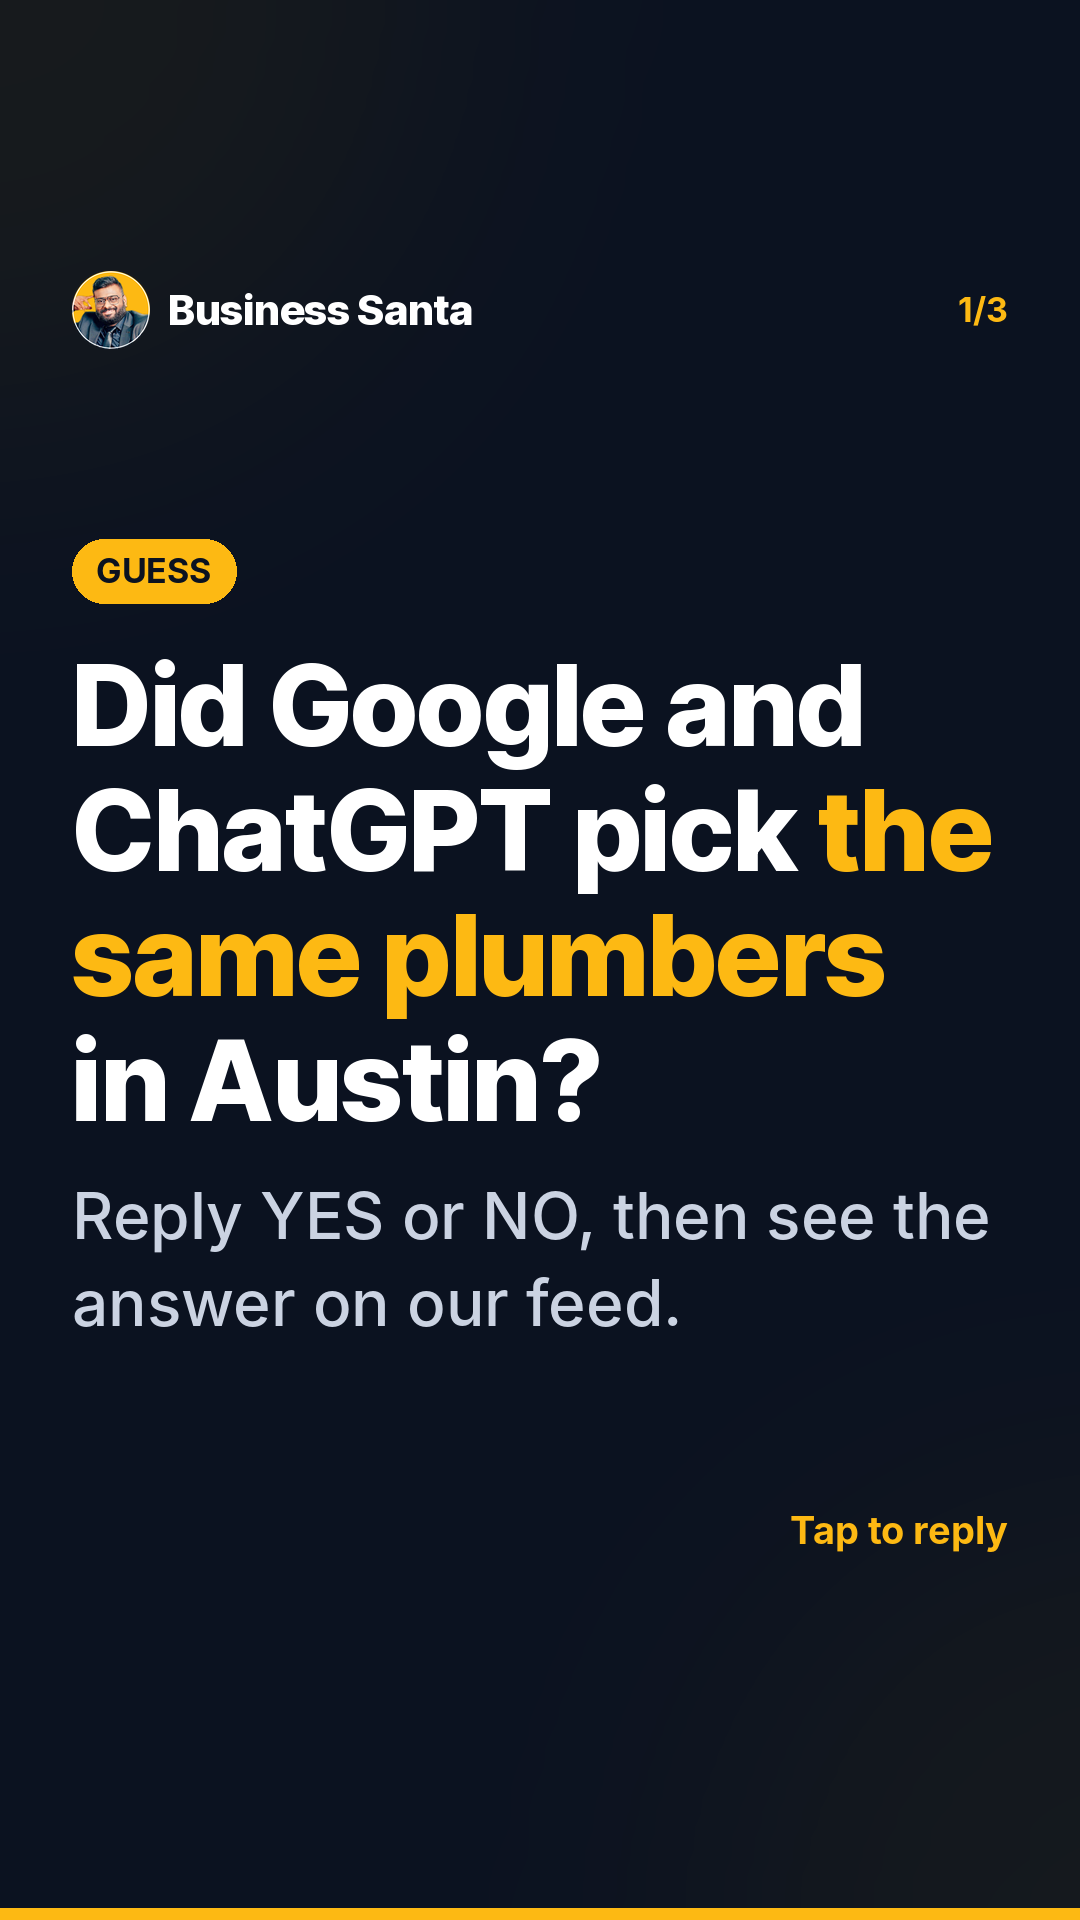 Business Santa
1/3
GUESS
Did Google and
ChatGPT pick the
same plumbers
in Austin?
Reply YES or NO, then see the
answer on our feed.
Tap to reply